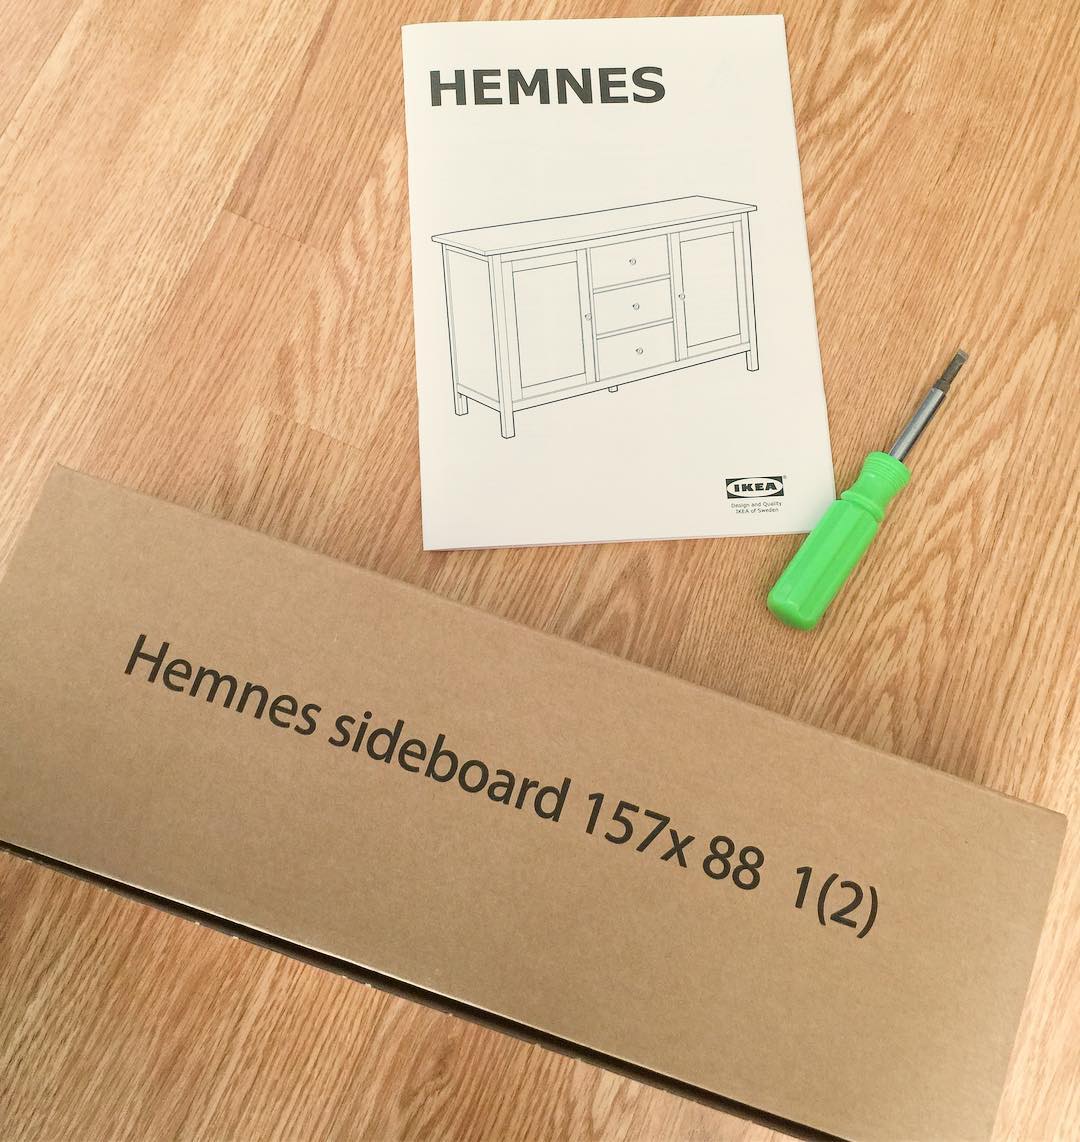 HEMNES
IKEA®
Design and Quality
IKEA of Sweden
Hemnes sideboard 157x 88 1(2)